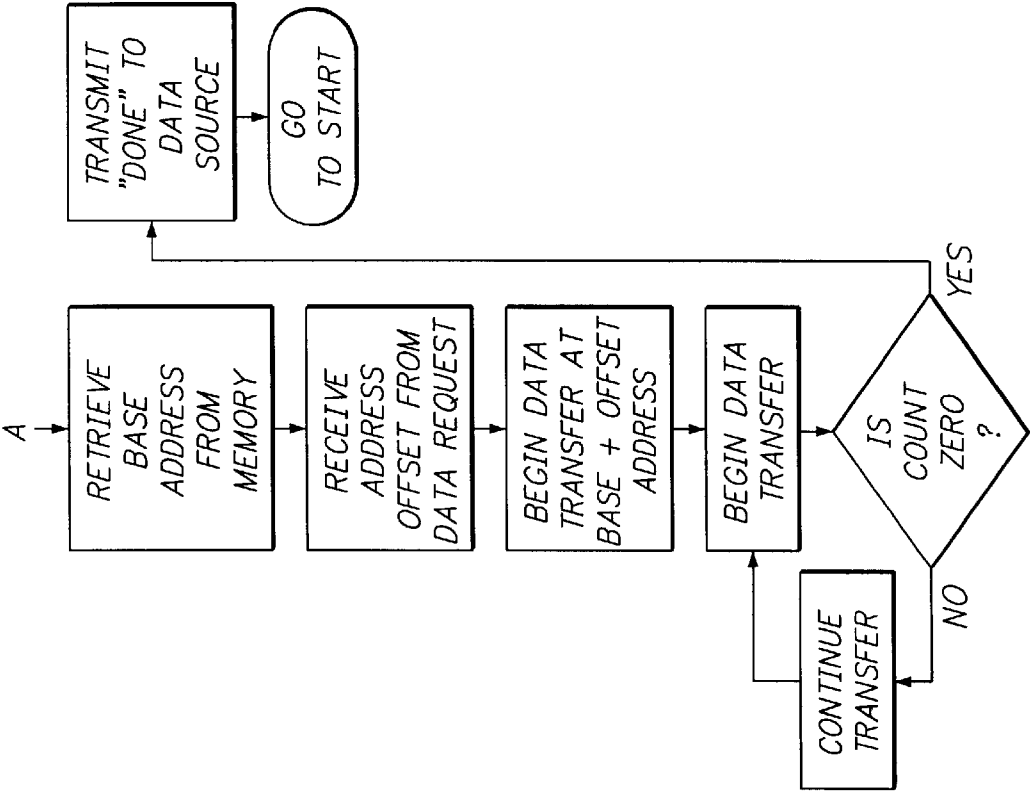 A
RETRIEVE
BASE
ADDRESS
FROM
MEMORY
RECEIVE
ADDRESS
OFFSET FROM
DATA REQUEST
BEGIN DATA
TRANSFER AT
BASE + OFFSET
ADDRESS
BEGIN DATA
TRANSFER
IS
COUNT
ZERO
?
NO
CONTINUE
TRANSFER
YES
TRANSMIT
"DONE" TO
DATA
SOURCE
GO
TO START